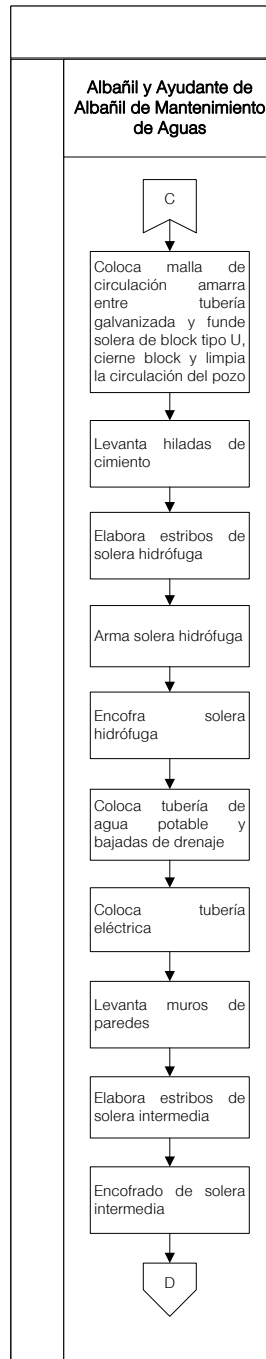 Albañil y Ayudante de
Albañil de Mantenimiento
de Aguas
C
Coloca malla de
circulación amarra
entre tubería
galvanizada y funde
solera de block tipo U,
cierne block y limpia
la circulación del pozo
Levanta hiladas de
cimiento
Elabora estribos de
solera hidrófuga
Arma solera hidrófuga
Encofra solera
hidrófuga
Coloca tubería de
agua potable y
bajadas de drenaje
Coloca tubería
eléctrica
Levanta muros de
paredes
Elabora estribos de
solera intermedia
Encofrado de solera
intermedia
D